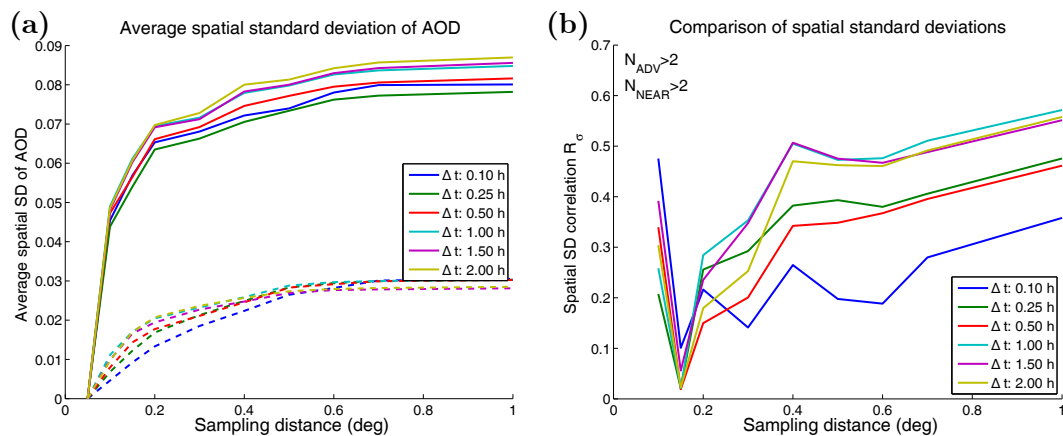 (a)
Average spatial standard deviation of AOD
Average spatial SD of AOD
0.09
0.08
0.07
0.06
0.05
0.04
0.03
0.02
0.01
0
0 0.2 0.4 0.6 0.8 1
Sampling distance (deg)
Δ t: 0.10 h
Δ t: 0.25 h
Δ t: 0.50 h
Δ t: 1.00 h
Δ t: 1.50 h
Δ t: 2.00 h
(b)
Comparison of spatial standard deviations
Spatial SD correlation R_σ
N_ADV>2
N_NEAR>2
0.7
0.6
0.5
0.4
0.3
0.2
0.1
0
0 0.2 0.4 0.6 0.8 1
Sampling distance (deg)
Δ t: 0.10 h
Δ t: 0.25 h
Δ t: 0.50 h
Δ t: 1.00 h
Δ t: 1.50 h
Δ t: 2.00 h